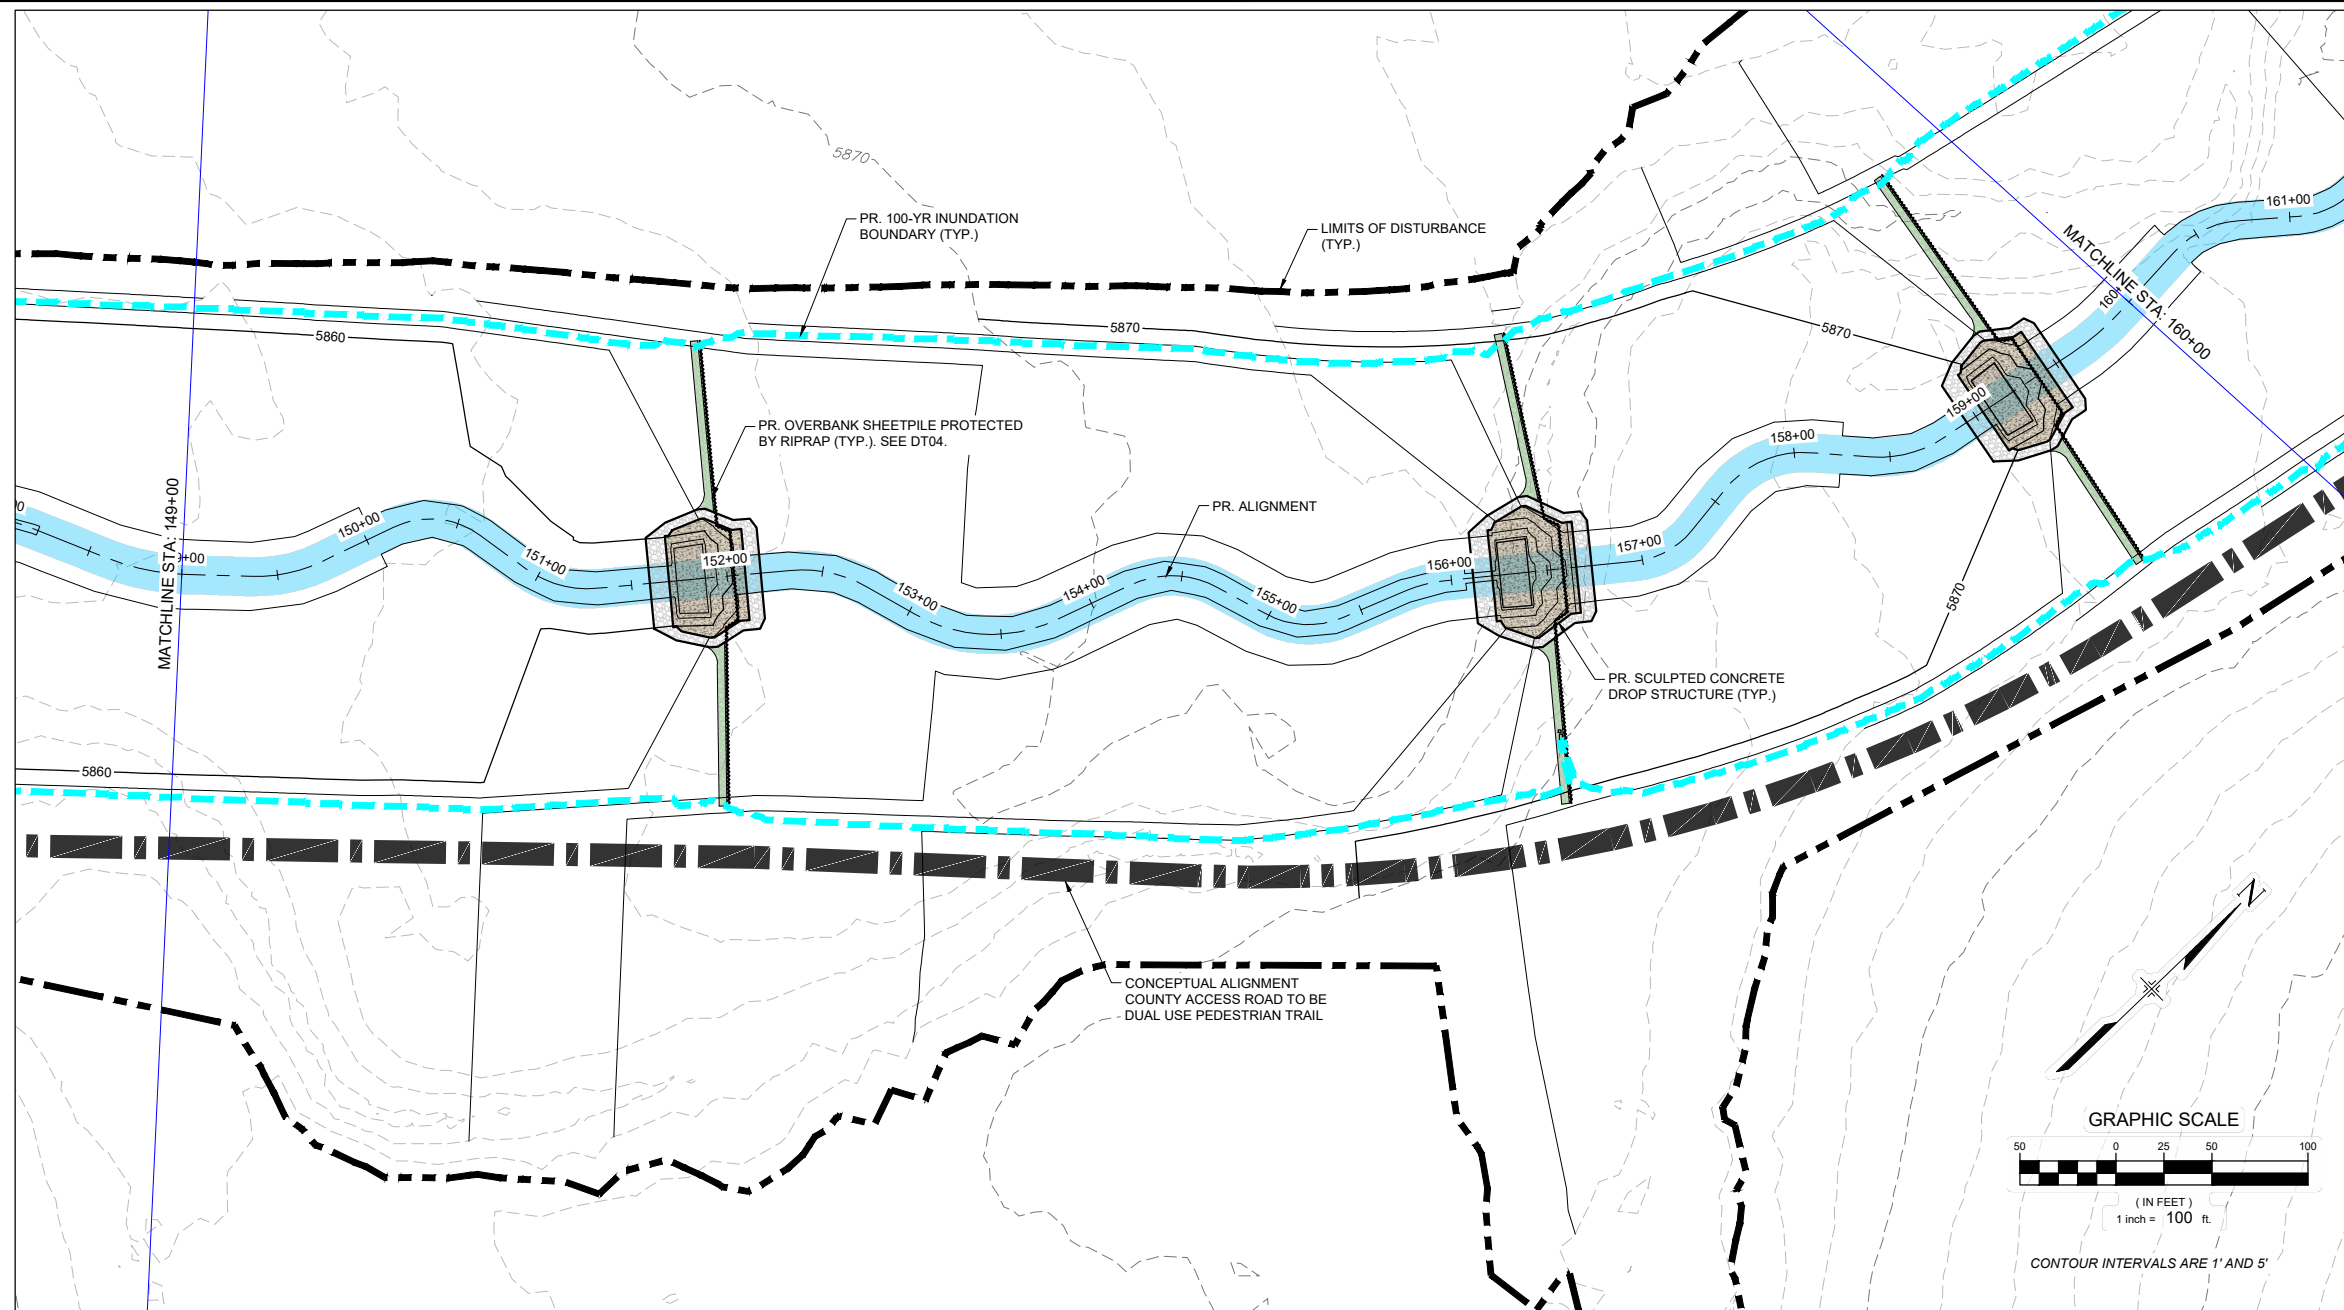 5870
PR. 100-YR INUNDATION
BOUNDARY (TYP.)
LIMITS OF DISTURBANCE
(TYP.)
161+00
MATCHLINE STA: 160+00
160+
5860
5870
5870
159+00
PR. OVERBANK SHEETPILE PROTECTED
BY RIPRAP (TYP.). SEE DT04.
158+00
MATCHLINE STA: 149+00
PR. ALIGNMENT
150+00
151+00
152+00
153+00
154+00
155+00
156+00
157+00
9+00
5870
PR. SCULPTED CONCRETE
DROP STRUCTURE (TYP.)
5860
CONCEPTUAL ALIGNMENT
COUNTY ACCESS ROAD TO BE
DUAL USE PEDESTRIAN TRAIL
N
GRAPHIC SCALE
50 0 25 50 100
( IN FEET )
1 inch = 100 ft.
CONTOUR INTERVALS ARE 1' AND 5'